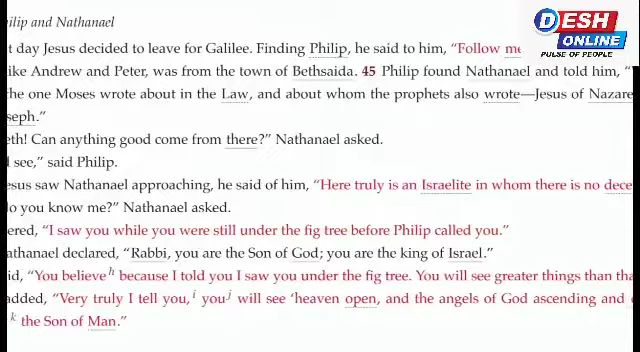 ilip and Nathanael
t day Jesus decided to leave for Galilee. Finding Philip, he said to him, “Follow me
ike Andrew and Peter, was from the town of Bethsaida. 45 Philip found Nathanael and told him, “
he one Moses wrote about in the Law, and about whom the prophets also wrote—Jesus of Nazare
seph.”
eth! Can anything good come from there?” Nathanael asked.
l see,” said Philip.
esus saw Nathanael approaching, he said of him, “Here truly is an Israelite in whom there is no dece
do you know me?” Nathanael asked.
ered, “I saw you while you were still under the fig tree before Philip called you.”
athanael declared, “Rabbi, you are the Son of God; you are the king of Israel.”
id, “You believe h because I told you I saw you under the fig tree. You will see greater things than tha
added, “Very truly I tell you, i you j will see ‘heaven open, and the angels of God ascending and
k the Son of Man.”
DESH
ONLINE
PULSE OF PEOPLE